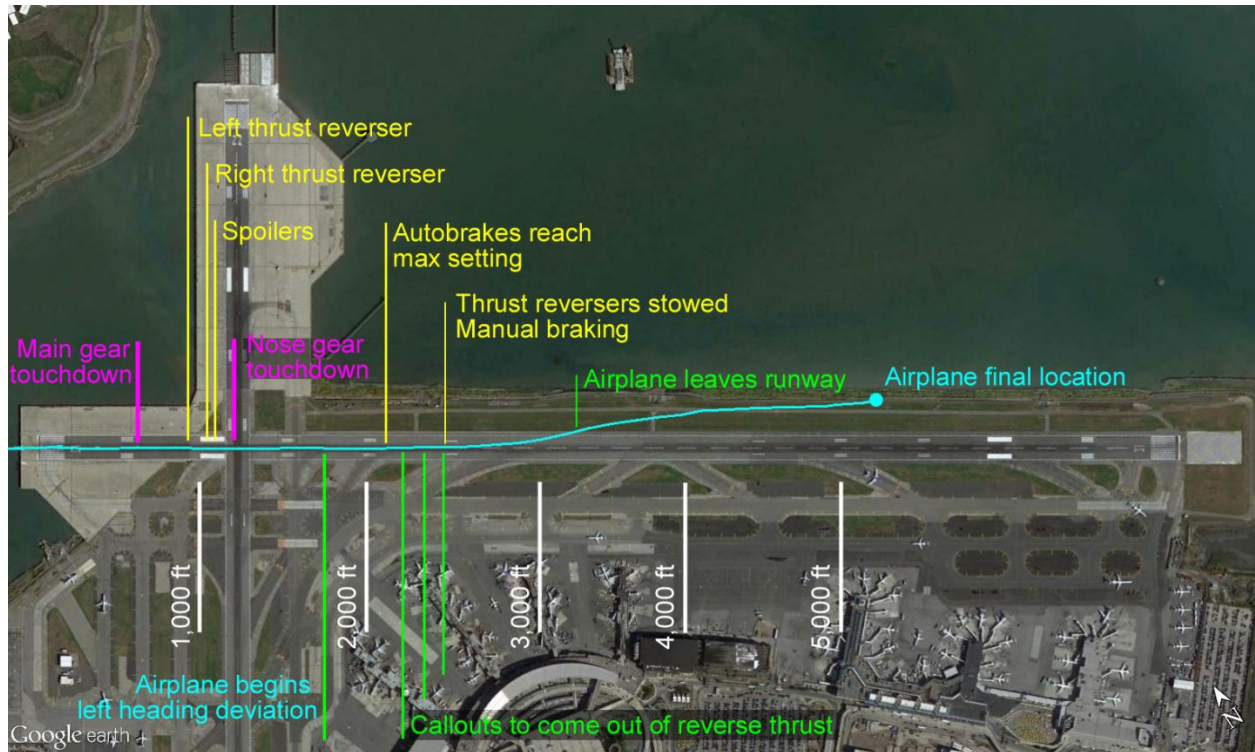 Left thrust reverser
Right thrust reverser
Spoilers
Autobrakes reach
max setting
Thrust reversers stowed
Manual braking
Main gear
touchdown
Nose gear
touchdown
Airplane leaves runway
Airplane final location
1,000 ft
2,000 ft
3,000 ft
4,000 ft
5,000 ft
Airplane begins
left heading deviation
Callouts to come out of reverse thrust
Google earth
N